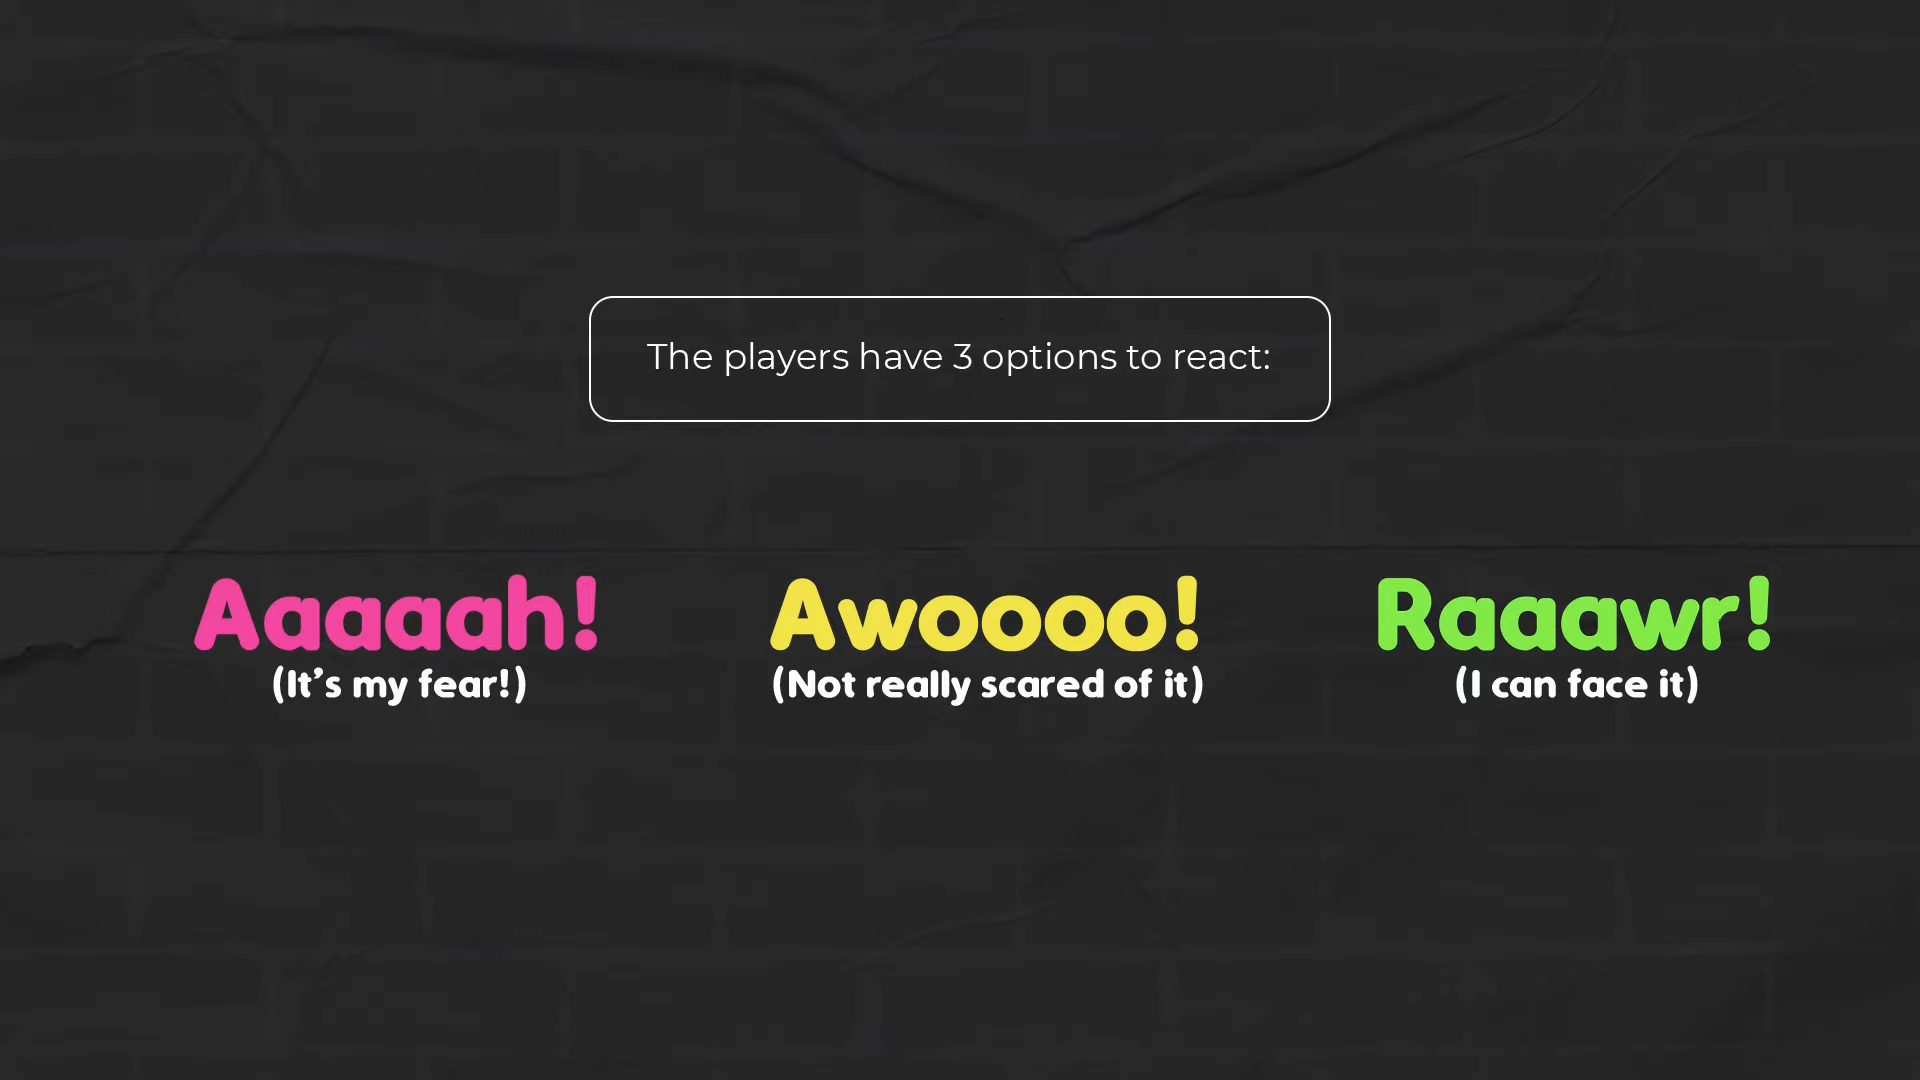 The players have 3 options to react:
Aaaaah!
(It's my fear!)
Awoooo!
(Not really scared of it)
Raaawr!
(I can face it)